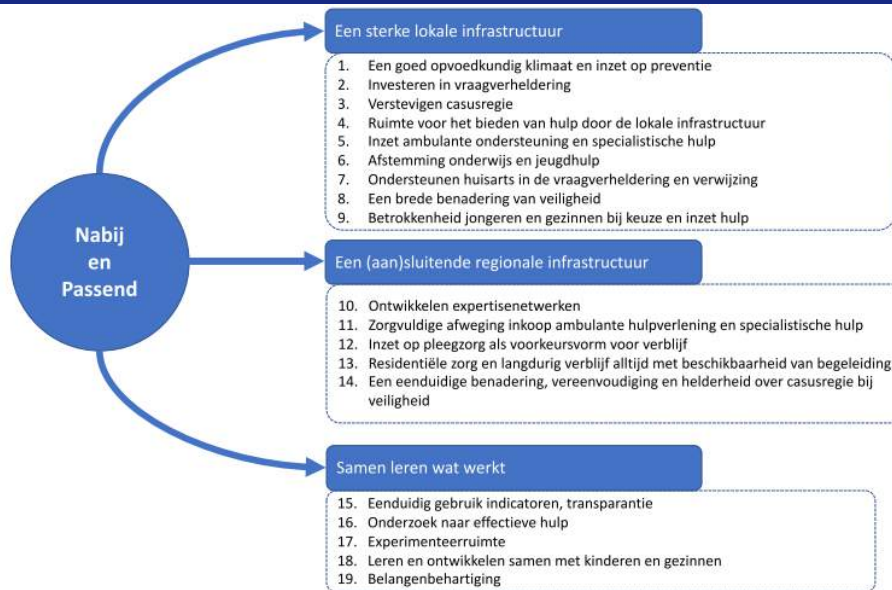 Een sterke lokale infrastructuur
1. Een goed opvoedkundig klimaat en inzet op preventie
2. Investeren in vraagverheldering
3. Verstevigen casusregie
4. Ruimte voor het bieden van hulp door de lokale infrastructuur
5. Inzet ambulante ondersteuning en specialistische hulp
6. Afstemming onderwijs en jeugdhulp
7. Ondersteunen huisarts in de vraagverheldering en verwijzing
8. Een brede benadering van veiligheid
9. Betrokkenheid jongeren en gezinnen bij keuze en inzet hulp
Nabij
en
Passend
Een (aan)sluitende regionale infrastructuur
10. Ontwikkelen expertisenetwerken
11. Zorgvuldige afweging inkoop ambulante hulpverlening en specialistische hulp
12. Inzet op pleegzorg als voorkeursvorm voor verblijf
13. Residentiële zorg en langdurig verblijf alltijd met beschikbaarheid van begeleiding
14. Een eenduidige benadering, vereenvoudiging en helderheid over casusregie bij
veiligheid
Samen leren wat werkt
15. Eenduidig gebruik indicatoren, transparantie
16. Onderzoek naar effectieve hulp
17. Experimenteerruimte
18. Leren en ontwikkelen samen met kinderen en gezinnen
19. Belangenbehartiging